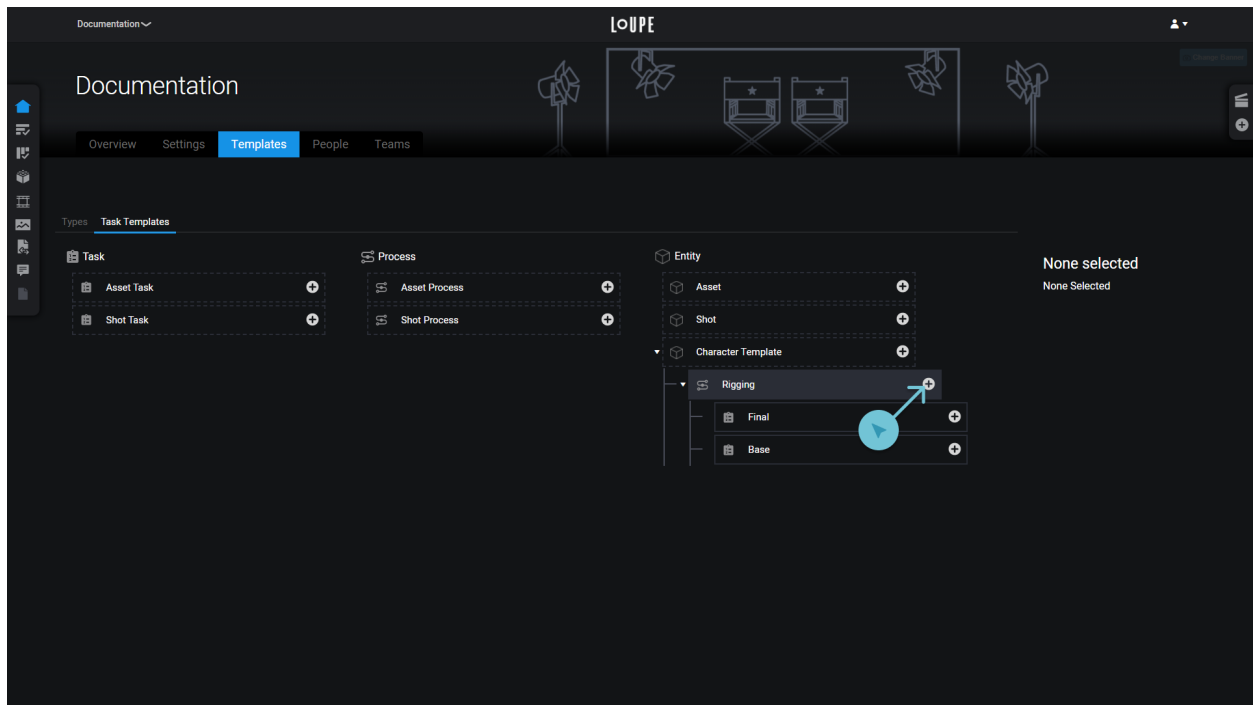 Documentation
LOUPE
Documentation
Overview Settings Templates People Teams
Types Task Templates
Task
Asset Task
Shot Task
Process
Asset Process
Shot Process
Entity
Asset
Shot
Character Template
Rigging
Final
Base
None selected
None Selected